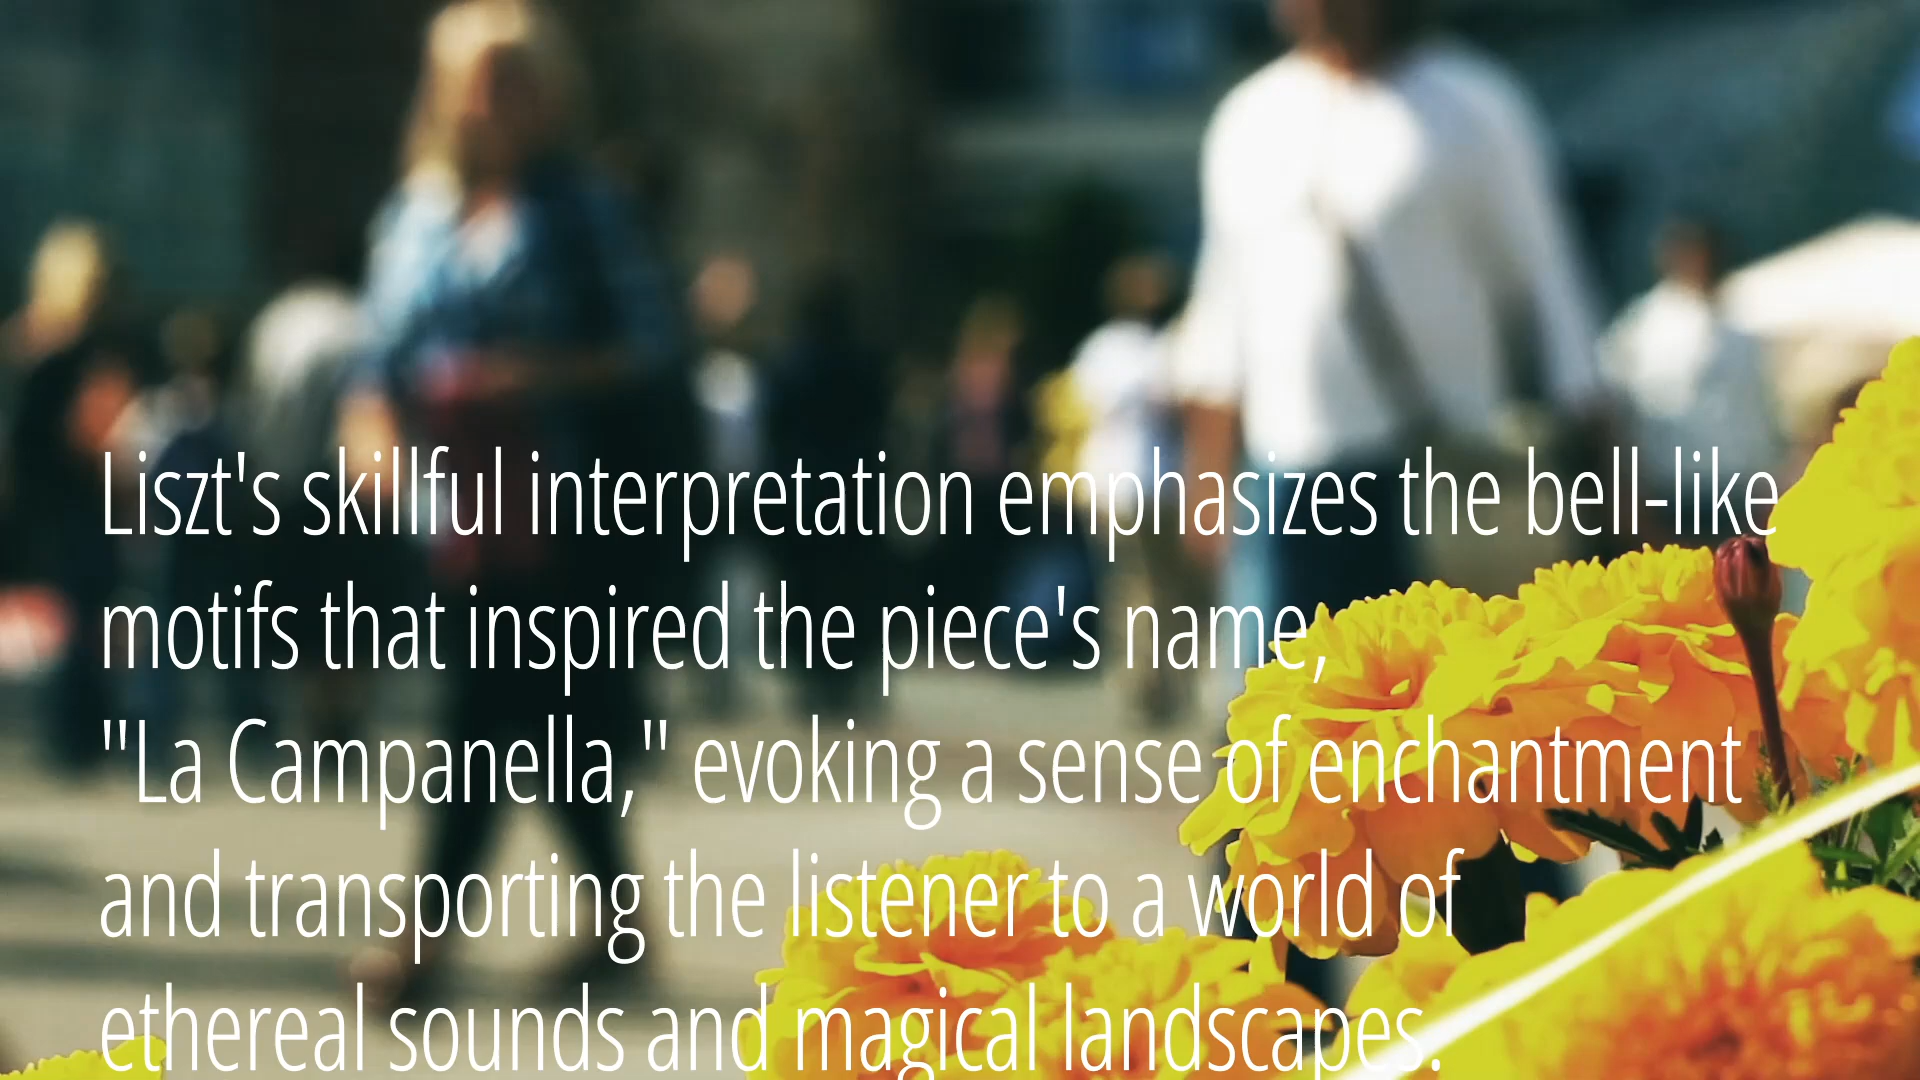 Liszt's skillful interpretation emphasizes the bell-like
motifs that inspired the piece's name,
"La Campanella," evoking a sense of enchantment
and transporting the listener to a world of
ethereal sounds and magical landscapes.